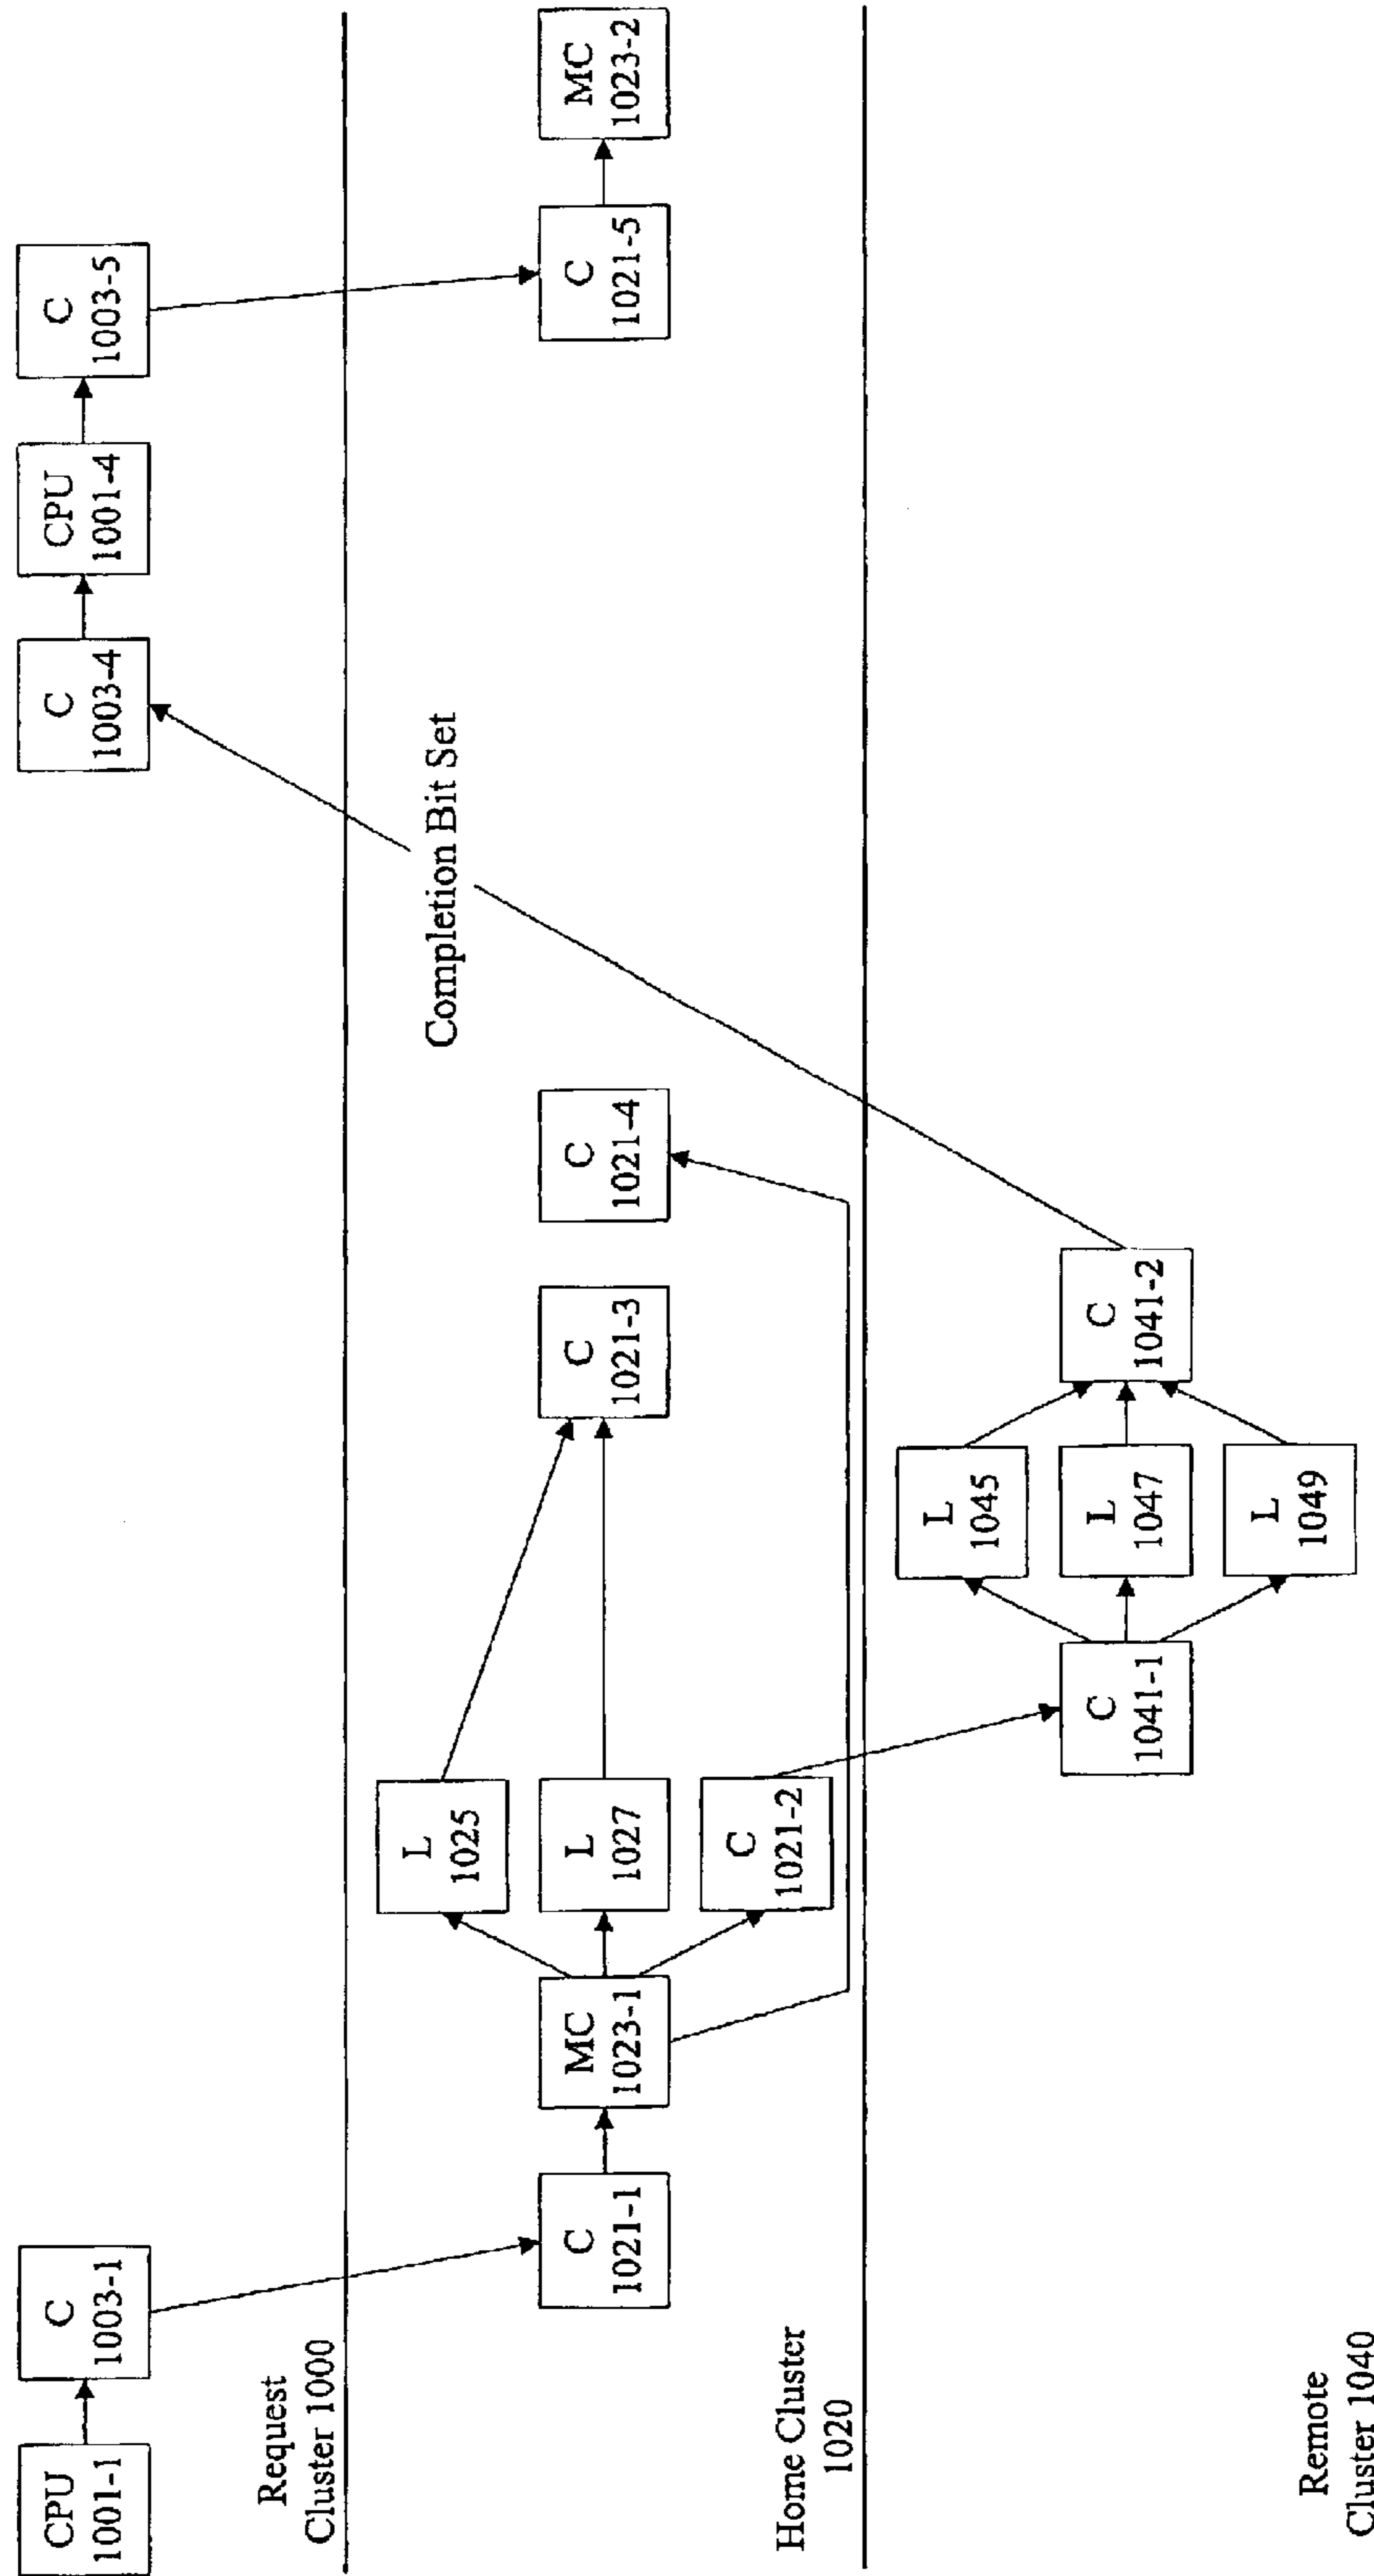 CPU
1001-1
C
1003-1
C
1003-4
CPU
1001-4
C
1003-5
Request
Cluster 1000
Completion Bit Set
L
1025
C
1021-1
MC
1023-1
L
1027
C
1021-3
C
1021-4
C
1021-5
MC
1023-2
C
1021-2
Home Cluster
1020
L
1045
C
1041-1
L
1047
C
1041-2
L
1049
Remote
Cluster 1040